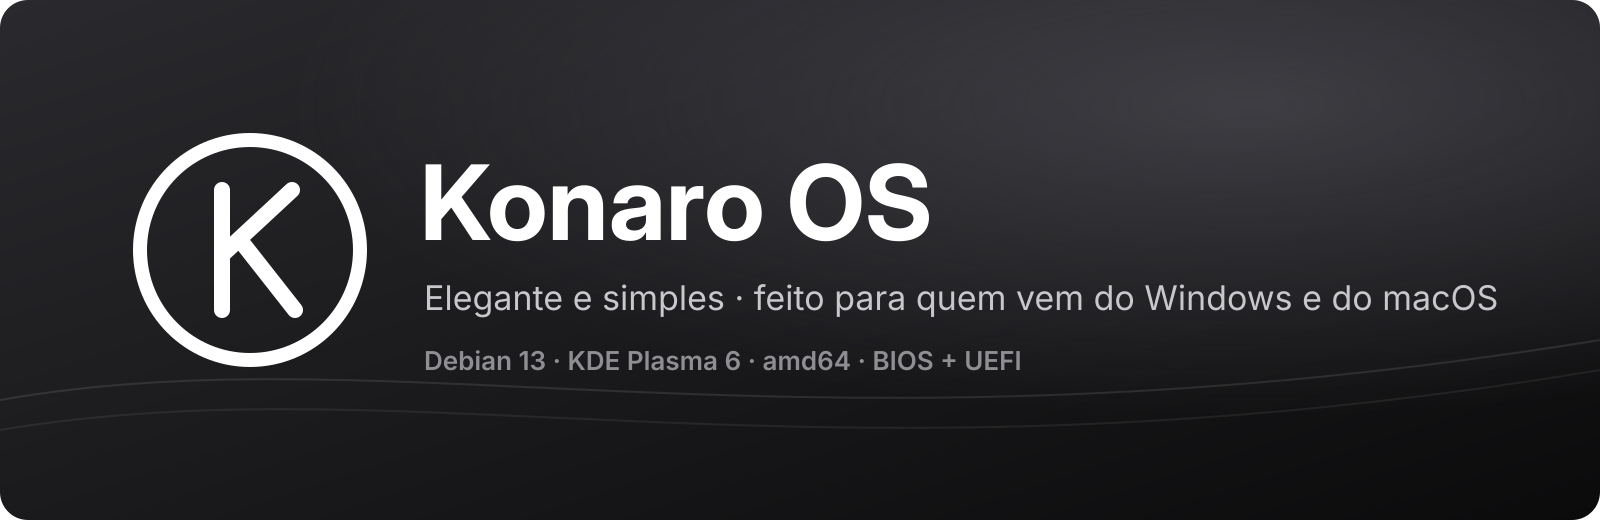 K
Konaro OS
Elegante e simples · feito para quem vem do Windows e do macOS
Debian 13 · KDE Plasma 6 · amd64 · BIOS + UEFI